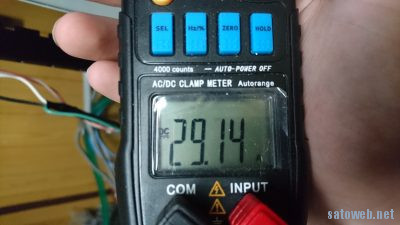 SEL Hz/% ZERO HOLD
4000 counts — AUTO-POWER OFF
AC/DC CLAMP METER Autorange
DC
29.14
COM INPUT
satoweb.net